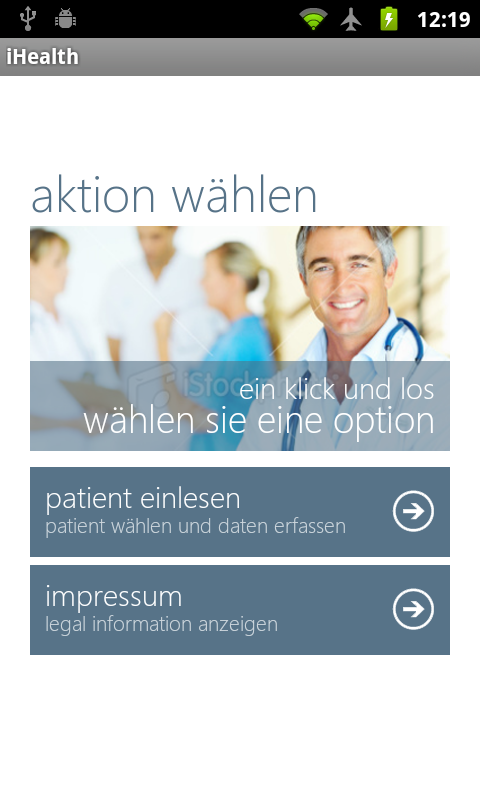 12:19
iHealth
aktion wählen
iStock
ein klick und los
wählen sie eine option
patient einlesen
patient wählen und daten erfassen
impressum
legal information anzeigen